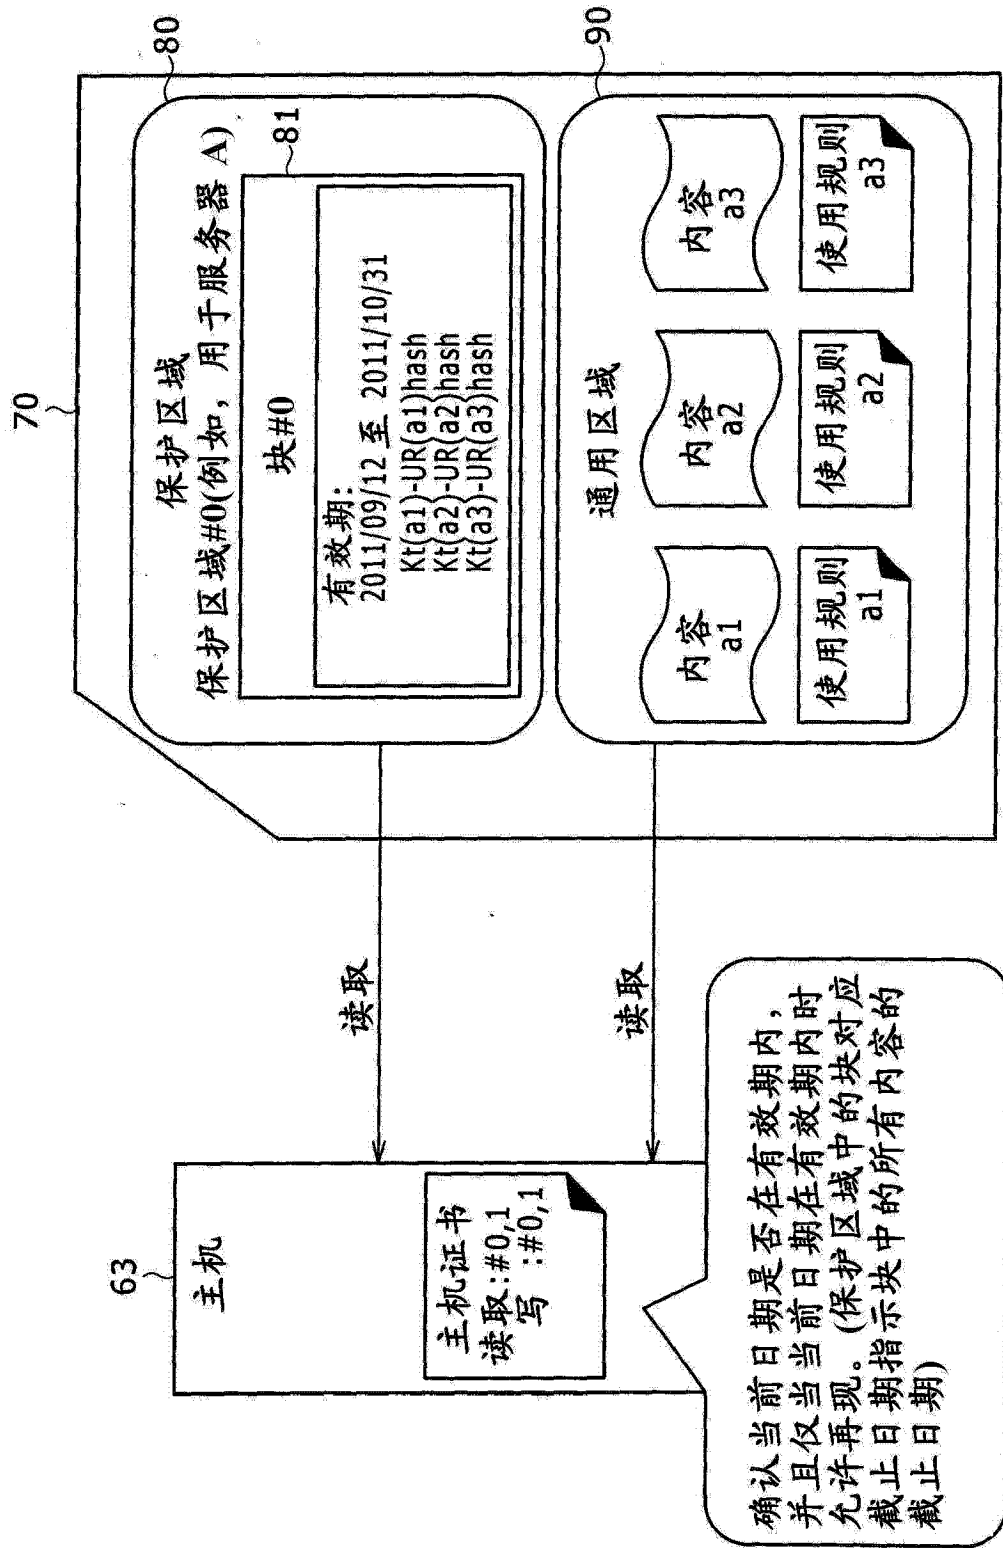 70
80
保护区域
保护区域#0(例如，用于服务器 A)
81
块#0
有效期：
2011/09/12 至 2011/10/31
Kt(a1)-UR(a1)hash
Kt(a2)-UR(a2)hash
Kt(a3)-UR(a3)hash
90
通用区域
内容
a1
内容
a2
内容
a3
使用规则
a1
使用规则
a2
使用规则
a3
读取
读取
63
主机
主机证书
读取:#0,1
写 :#0,1
确认当前日期是否在有效期内，
并且仅当当前日期在有效期内时
允许再现。(保护区域中的块对应
截止日期指示块中的所有内容的
截止日期)